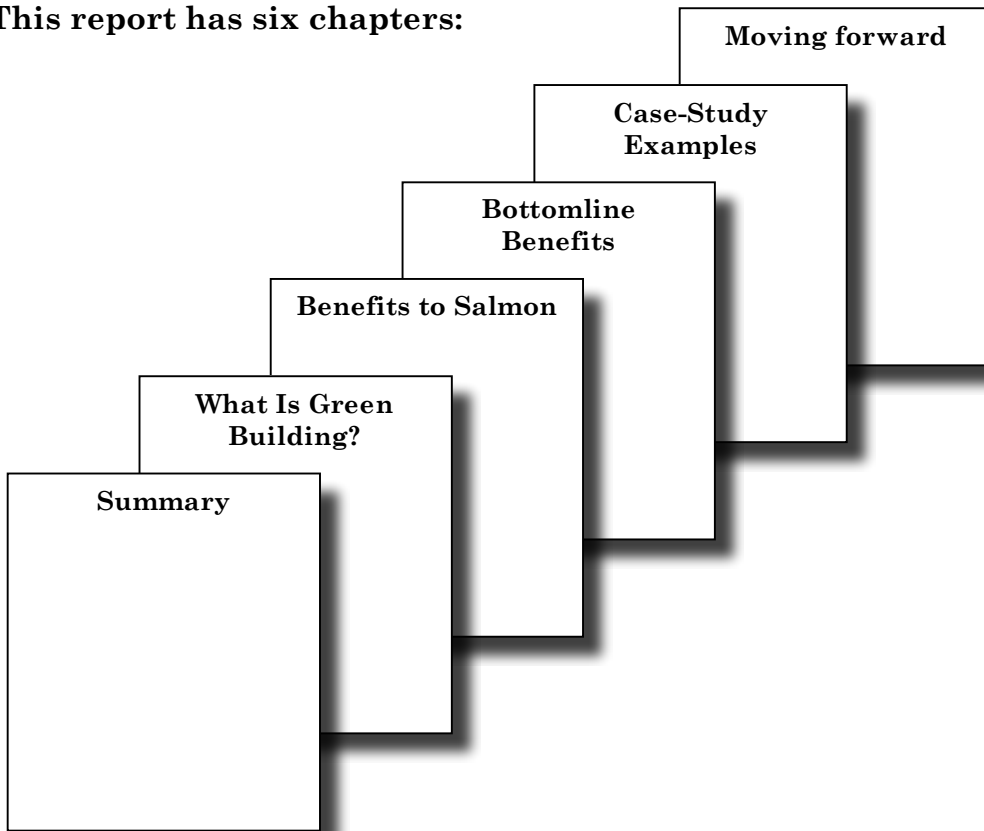 This report has six chapters:
Moving forward
Case-Study
Examples
Bottomline
Benefits
Benefits to Salmon
What Is Green
Building?
Summary